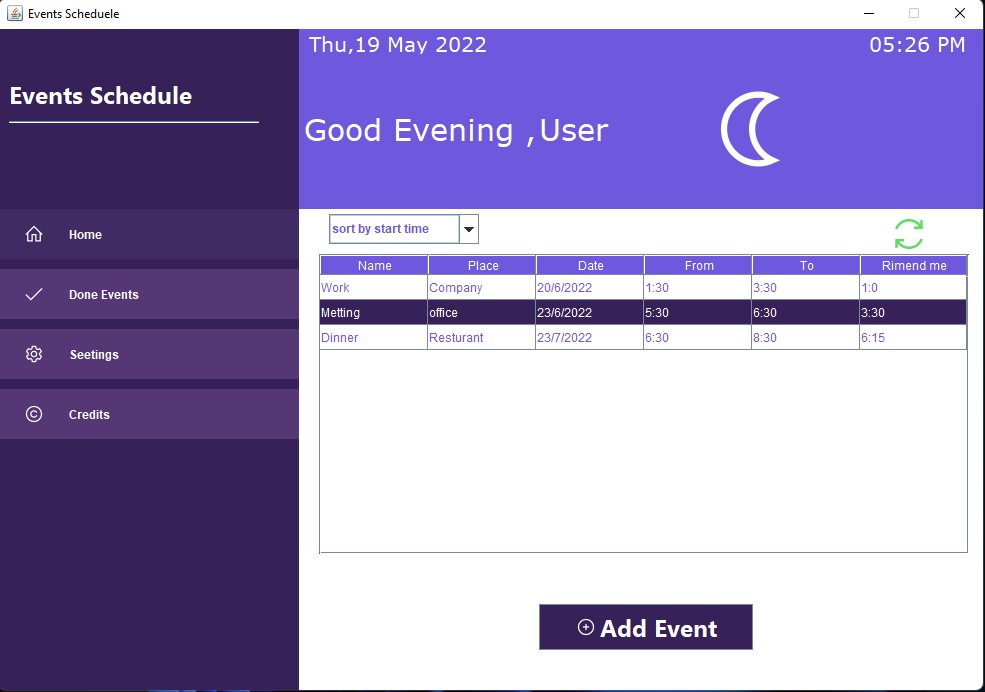 Events Scheduele
Thu,19 May 2022 05:26 PM
Events Schedule
Good Evening ,User
Home
Done Events
Seetings
Credits
sort by start time
Name Place Date From To Rimend me
Work Company 20/6/2022 1:30 3:30 1:0
Metting office 23/6/2022 5:30 6:30 3:30
Dinner Resturant 23/7/2022 6:30 8:30 6:15
Add Event